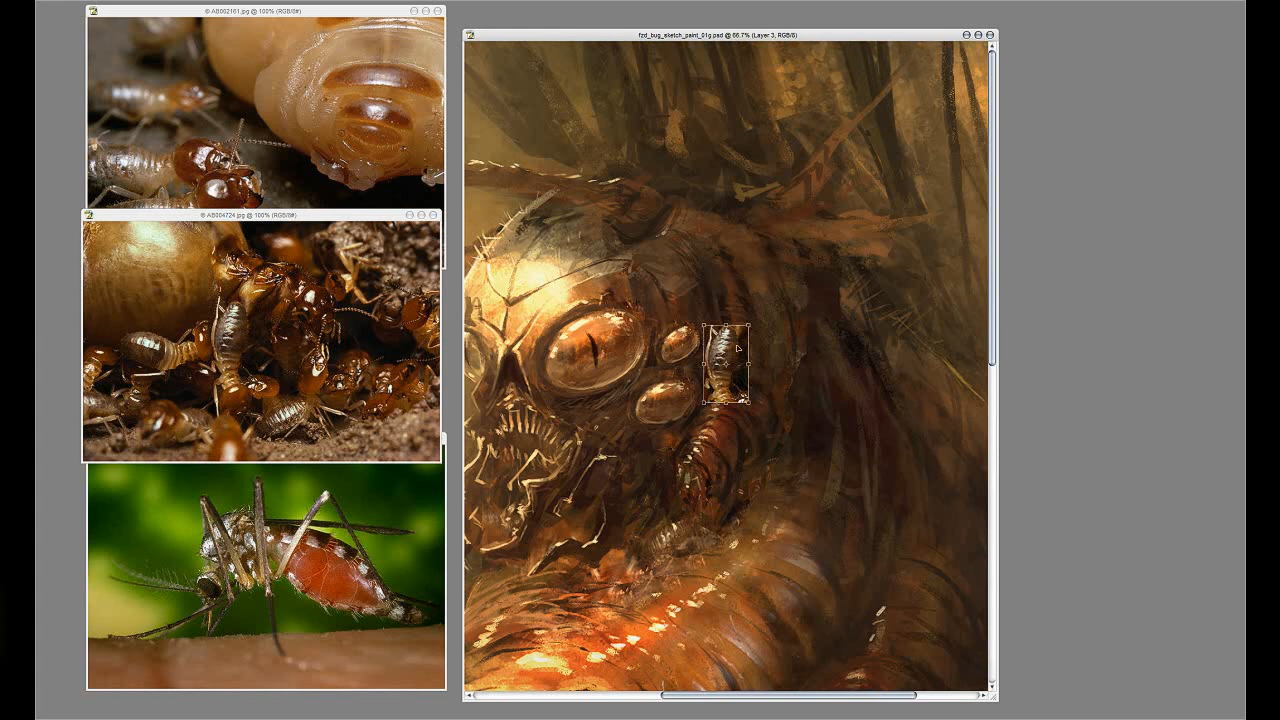 © AB002161.jpg @ 100% (RGB/8#)
© AB004724.jpg @ 100% (RGB/8#)
fzd_bug_sketch_paint_01g.psd @ 66.7% (Layer 3, RGB/8)